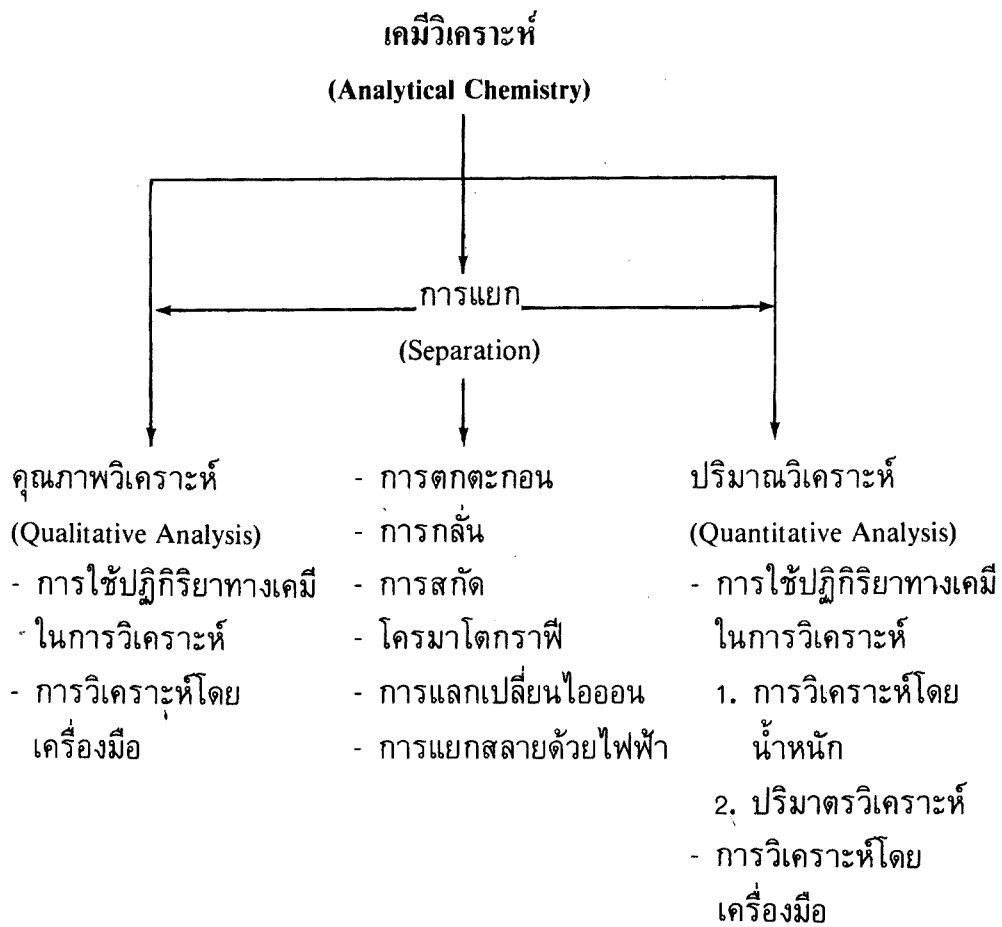 เคมีวิเคราะห์
(Analytical Chemistry)
การแยก
(Separation)
คุณภาพวิเคราะห์
(Qualitative Analysis)
- การใช้ปฏิกิริยาทางเคมี
ในการวิเคราะห์
- การวิเคราะห์โดย
เครื่องมือ
- การตกตะกอน
- การกลั่น
- การสกัด
- โครมาโตกราฟี
- การแลกเปลี่ยนไอออน
- การแยกสลายด้วยไฟฟ้า
ปริมาณวิเคราะห์
(Quantitative Analysis)
- การใช้ปฏิกิริยาทางเคมี
ในการวิเคราะห์
1. การวิเคราะห์โดย
น้ำหนัก
2. ปริมาตรวิเคราะห์
- การวิเคราะห์โดย
เครื่องมือ